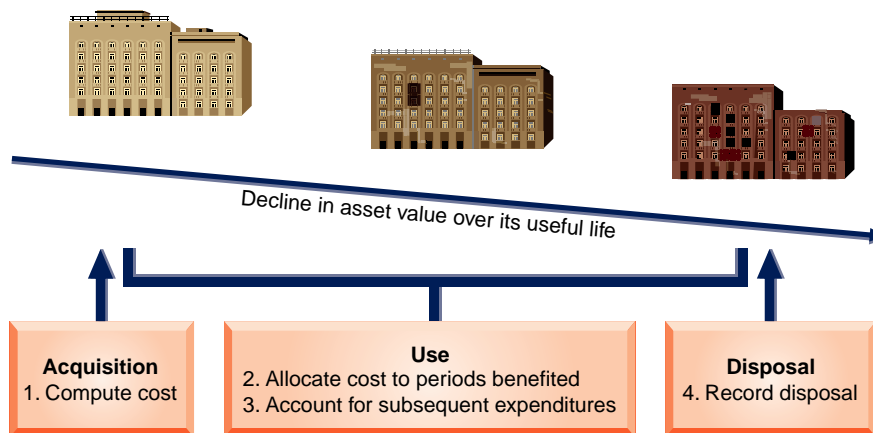 Decline in asset value over its useful life
Acquisition
1. Compute cost
Use
2. Allocate cost to periods benefited
3. Account for subsequent expenditures
Disposal
4. Record disposal